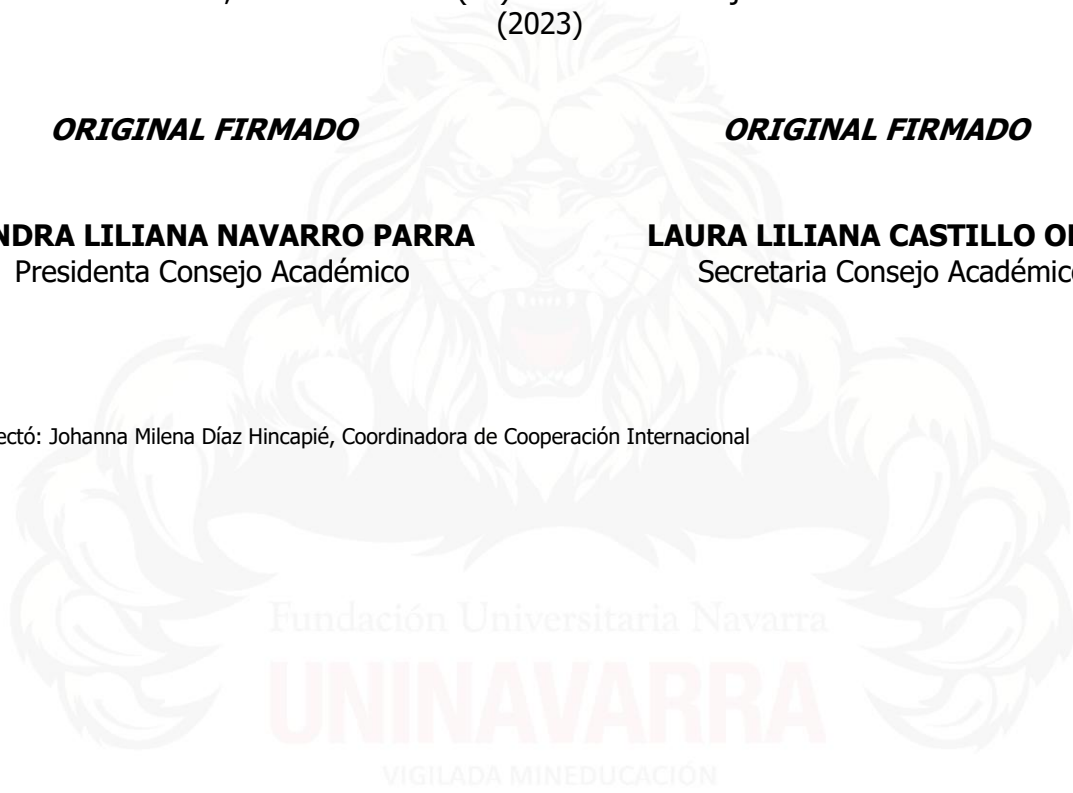 (2023)
ORIGINAL FIRMADO ORIGINAL FIRMADO
NDRA LILIANA NAVARRO PARRA LAURA LILIANA CASTILLO
Presidenta Consejo Académico Secretaria Consejo Académic
ectó: Johanna Milena Díaz Hincapié, Coordinadora de Cooperación Internacional
Fundación Universitaria Navarra
UNINAVARRA
VIGILADA MINEDUCACIÓN